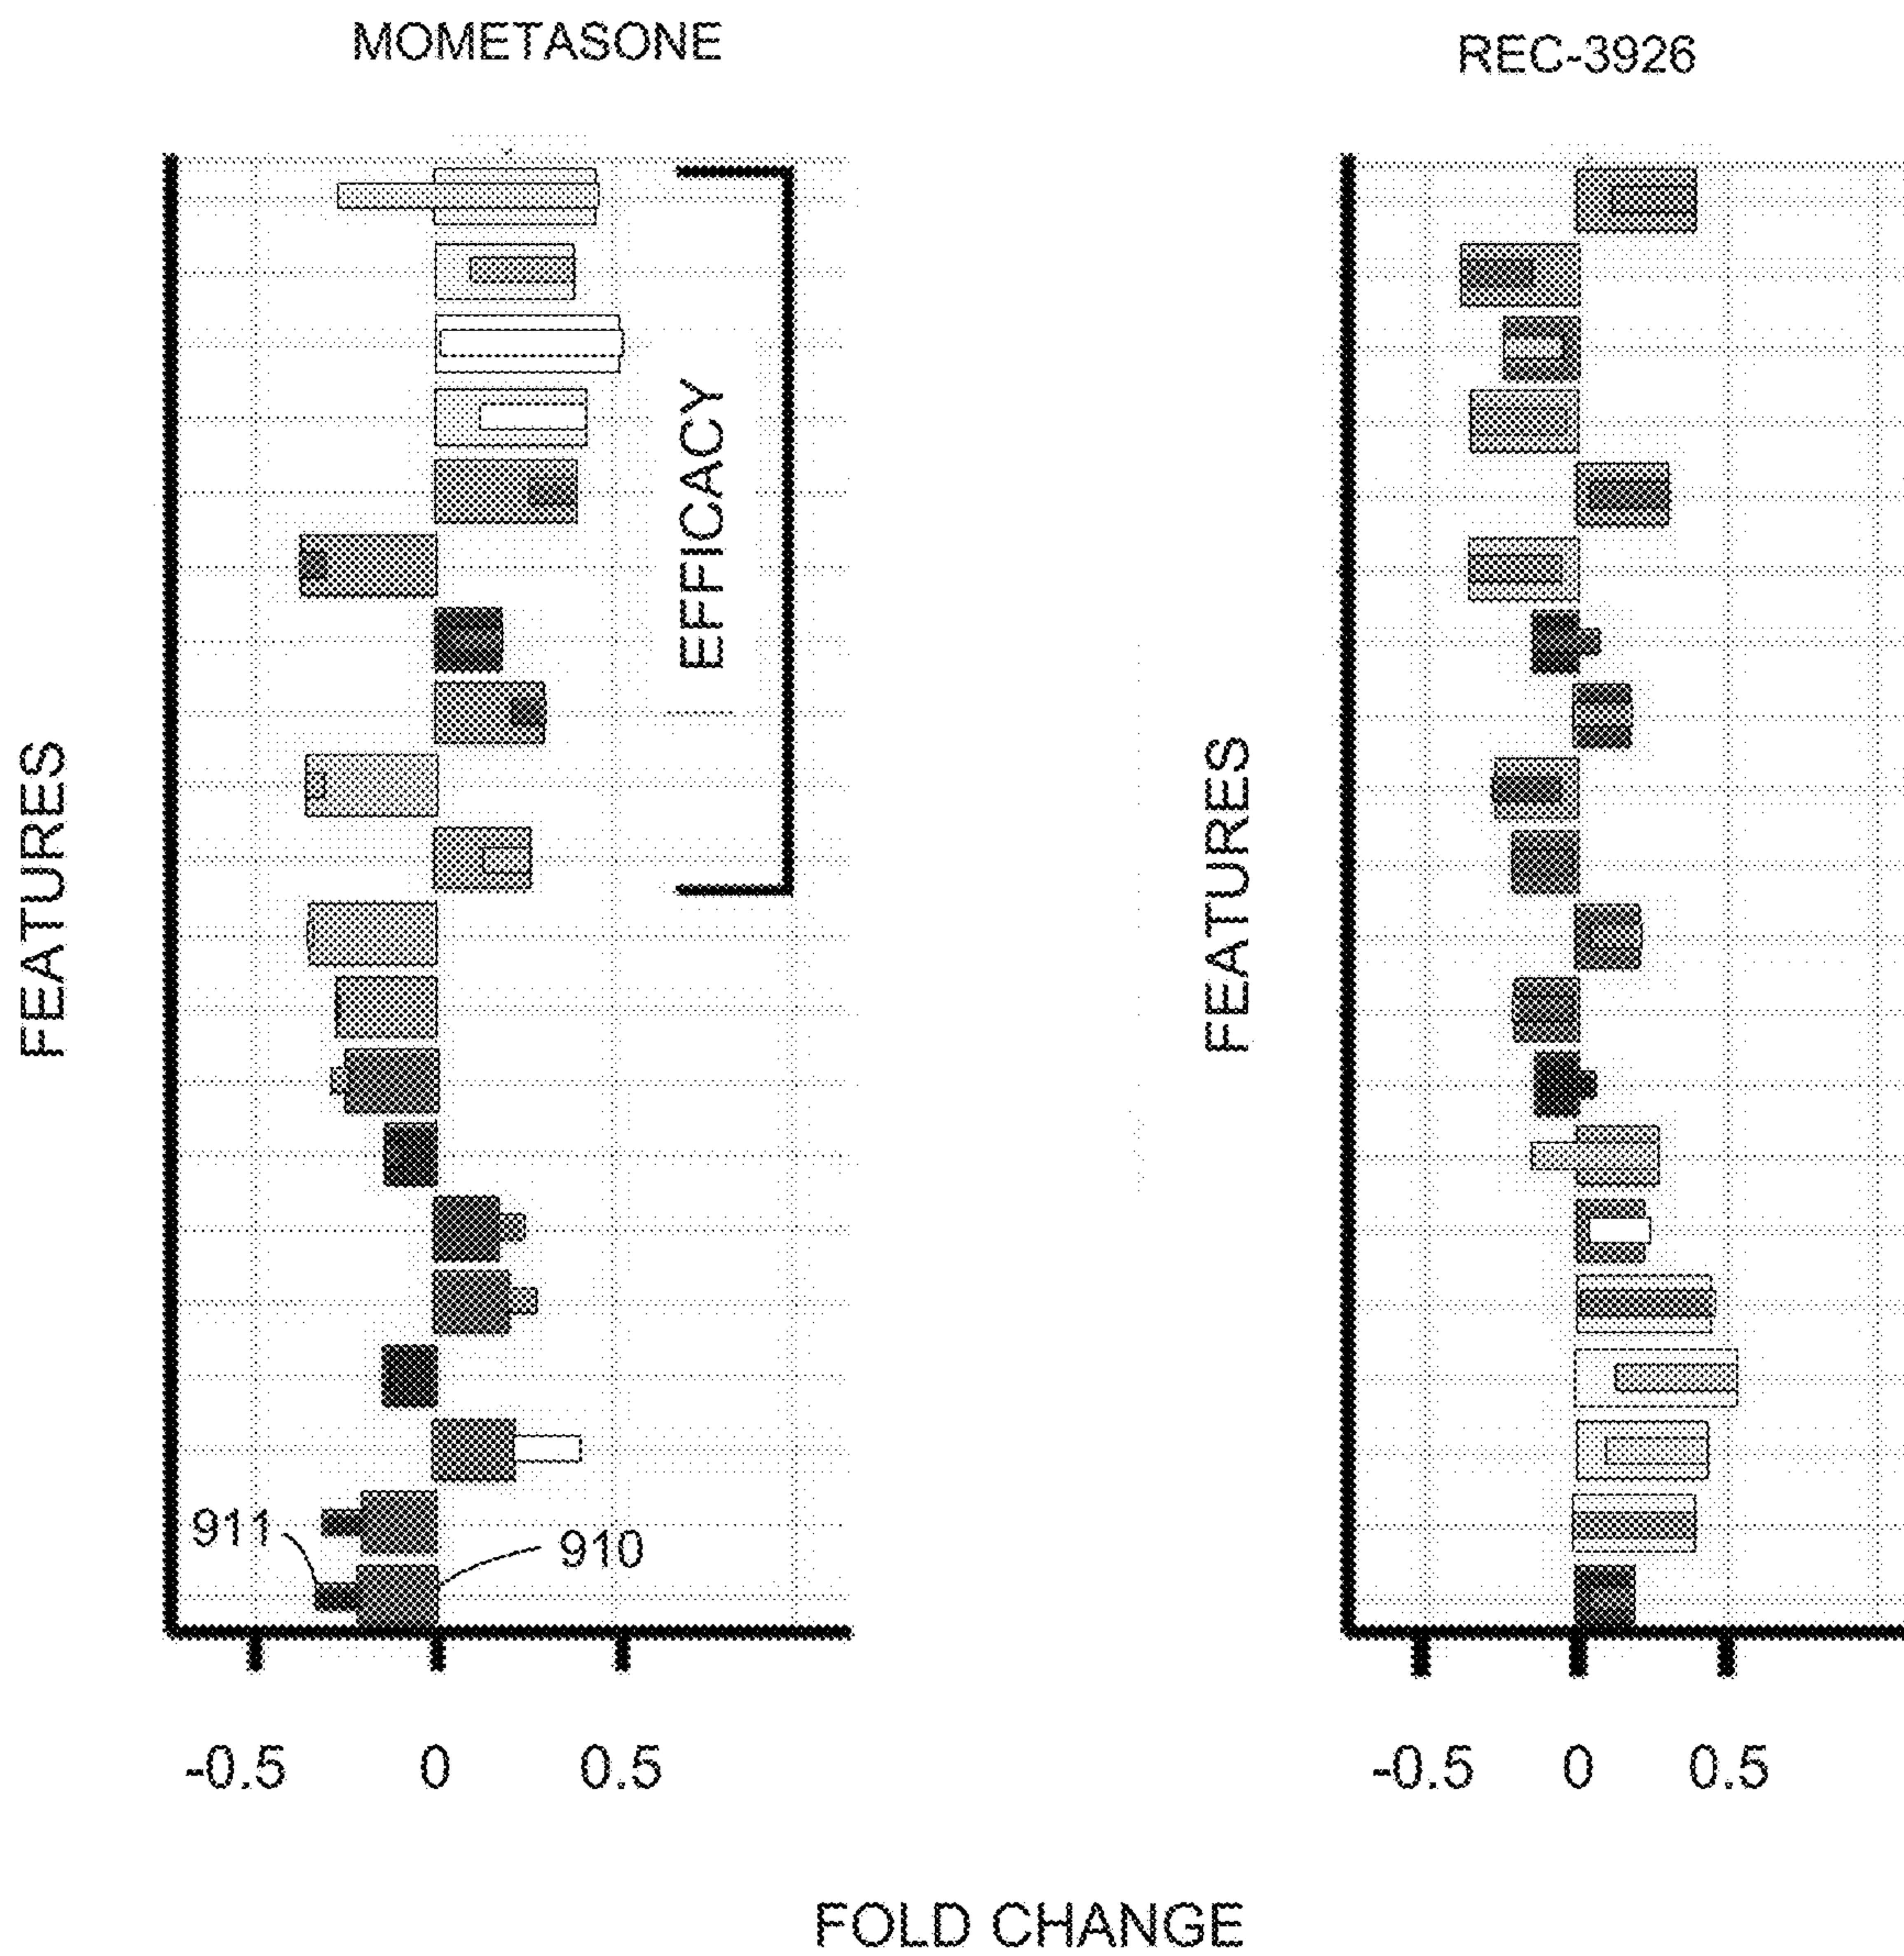 MOMETASONE
REC-3926
FEATURES
EFFICACY
911
910
-0.5 0 0.5
FEATURES
-0.5 0 0.5
FOLD CHANGE